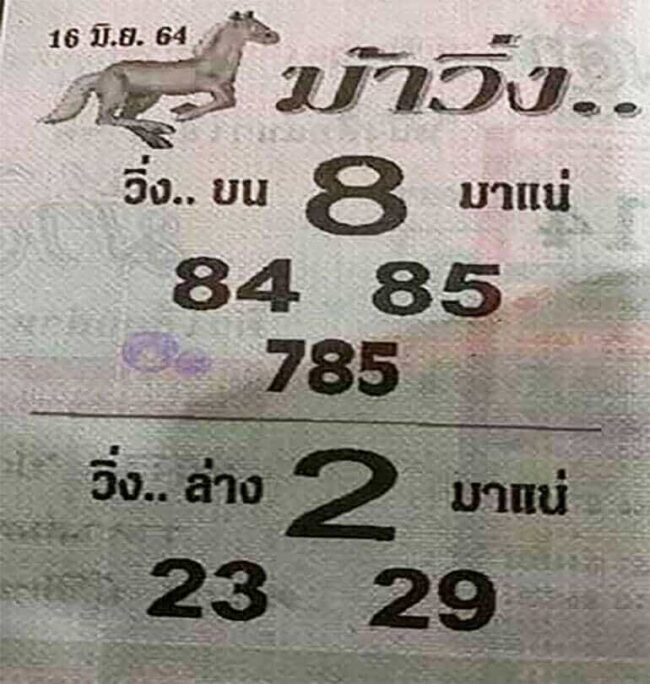 16 มิ.ย. 64
ม้าวิ่ง..
วิ่ง.. บน 8 มาแน่
84 85
785
วิ่ง.. ล่าง 2 มาแน่
23 29